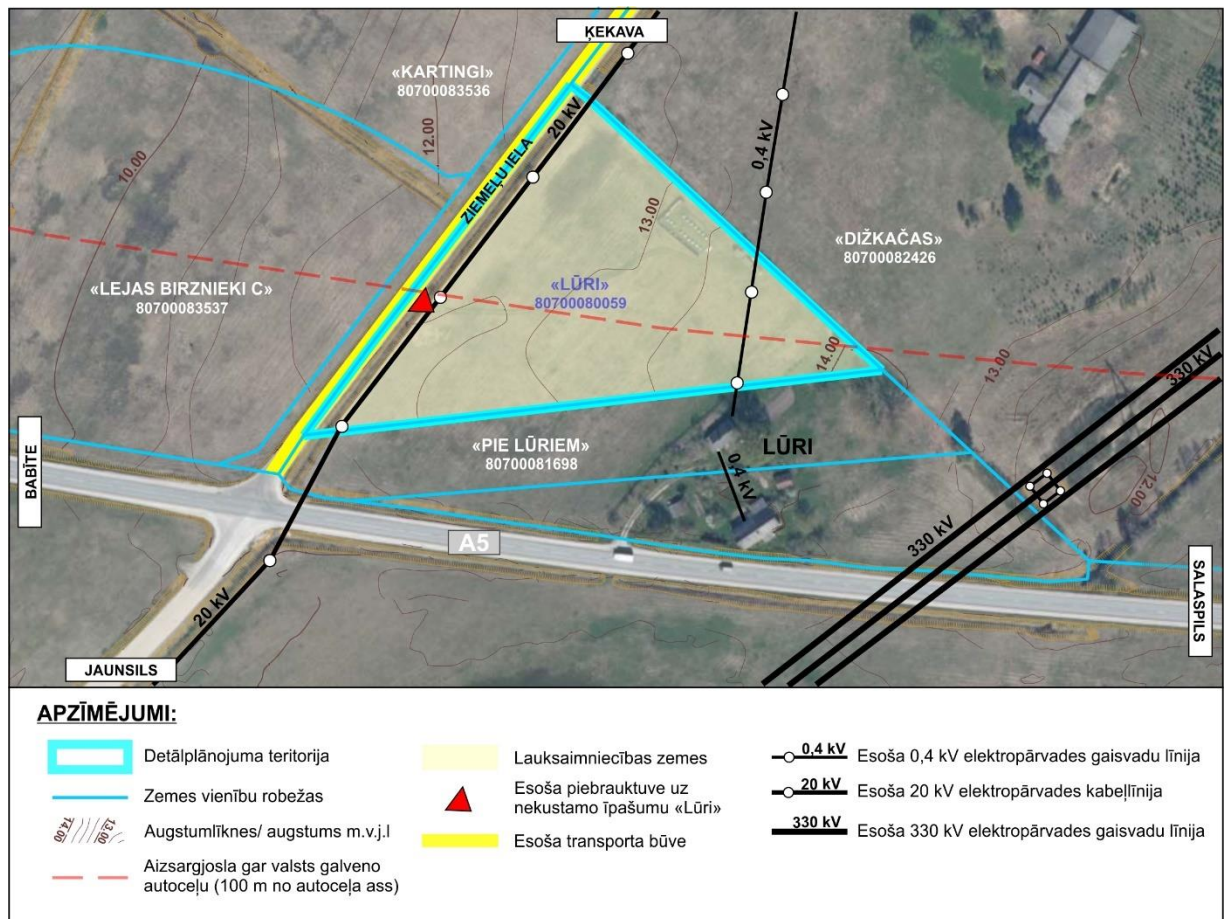 ĶEKAVA
«KARTINGI»
80700083536
12.00
10.00
20 kV
0,4 kV
ZIEMEĻU IELA
13.00
«DIŽKAČAS»
80700082426
«LEJAS BIRZNIEKI C»
80700083537
«LŪRI»
80700080059
14.00
13.00
330 kV
BABĪTE
«PIE LŪRIEM»
80700081698
LŪRI
0,4 kV
12.00
330 kV
A5
SALASPILS
20 kV
JAUNSILS
APZĪMĒJUMI:
Detālplānojuma teritorija
Zemes vienību robežas
14.00
13.00
Augstumlīknes/ augstums m.v.j.l
Aizsargjosla gar valsts galveno
autoceļu (100 m no autoceļa ass)
Lauksaimniecības zemes
Esoša piebrauktuve uz
nekustamo īpašumu «Lūri»
Esoša transporta būve
0,4 kV
Esoša 0,4 kV elektropārvades gaisvadu līnija
20 kV
Esoša 20 kV elektropārvades kabeļlīnija
330 kV
Esoša 330 kV elektropārvades gaisvadu līnija